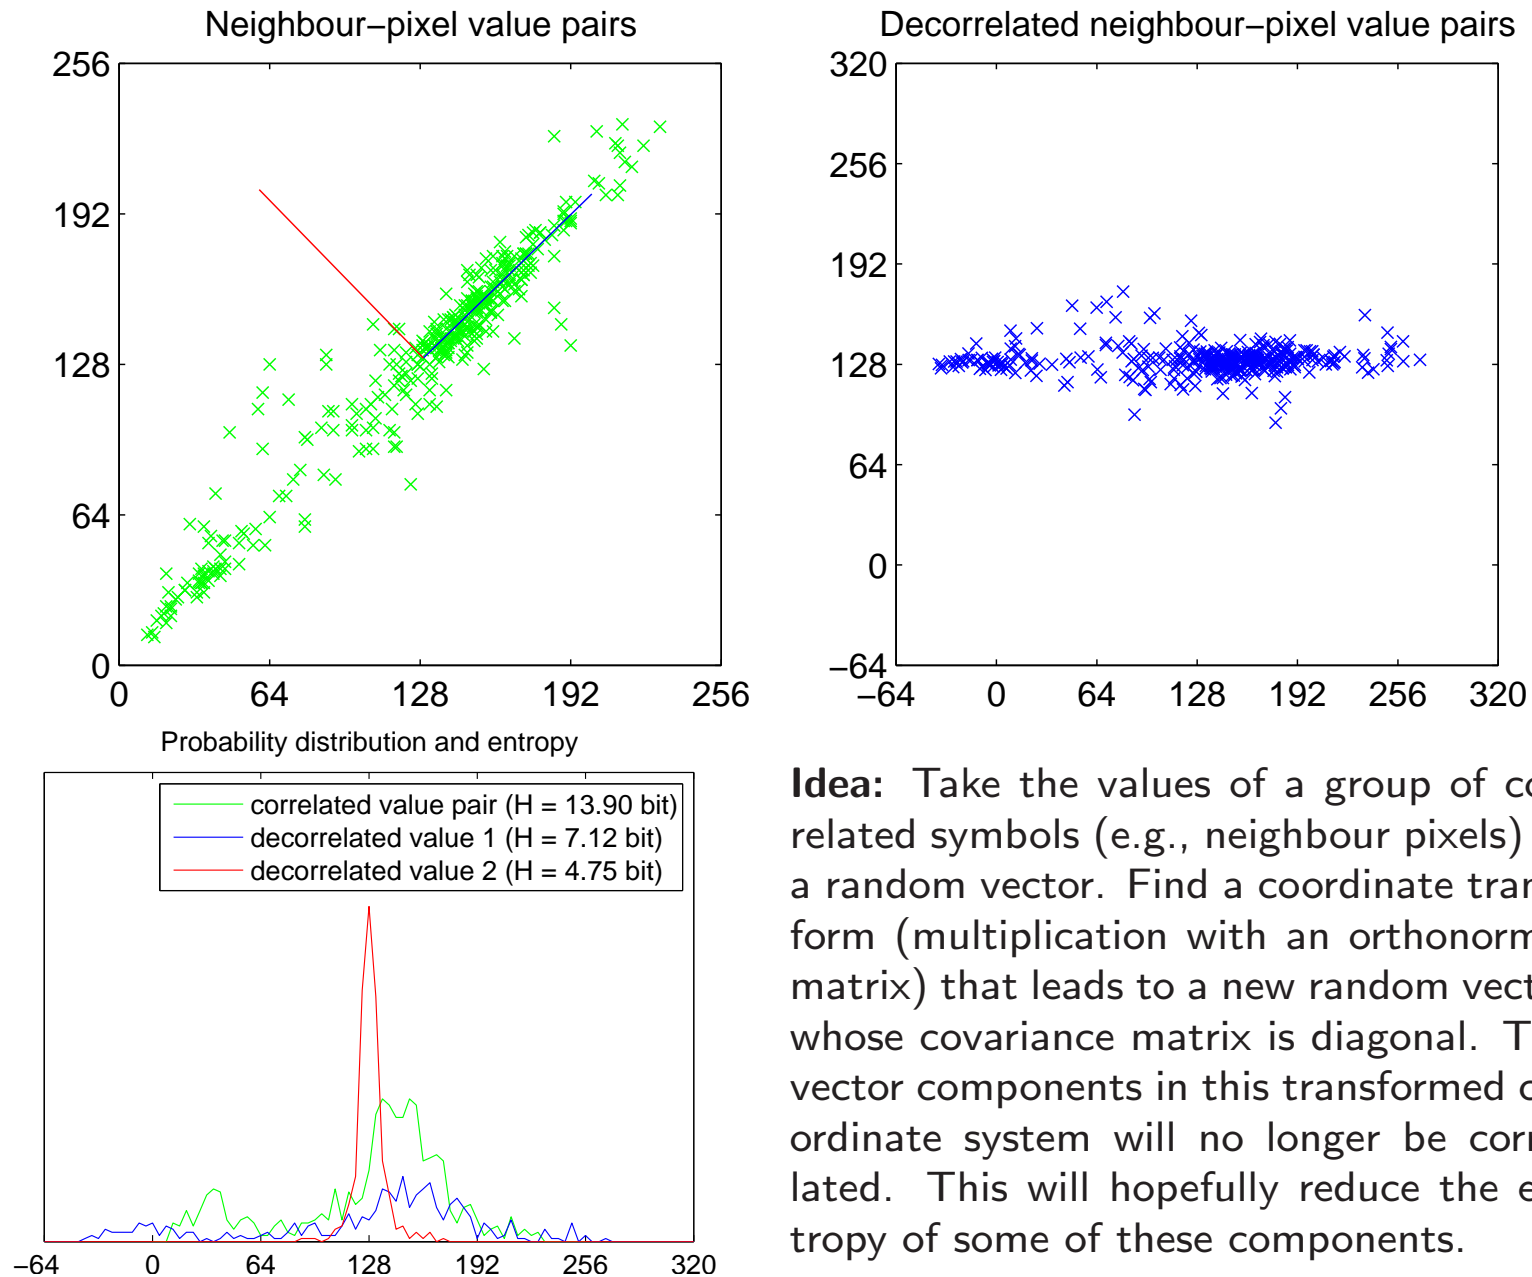 Neighbour−pixel value pairs
256
192
128
64
0
0 64 128 192 256
Decorrelated neighbour−pixel value pairs
320
256
192
128
64
0
−64
−64 0 64 128 192 256 320
Probability distribution and entropy
correlated value pair (H = 13.90 bit)
decorrelated value 1 (H = 7.12 bit)
decorrelated value 2 (H = 4.75 bit)
−64 0 64 128 192 256 320
Idea: Take the values of a group of co
related symbols (e.g., neighbour pixels)
a random vector. Find a coordinate tran
form (multiplication with an orthonorm
matrix) that leads to a new random vect
whose covariance matrix is diagonal. T
vector components in this transformed c
ordinate system will no longer be corr
lated. This will hopefully reduce the e
tropy of some of these components.